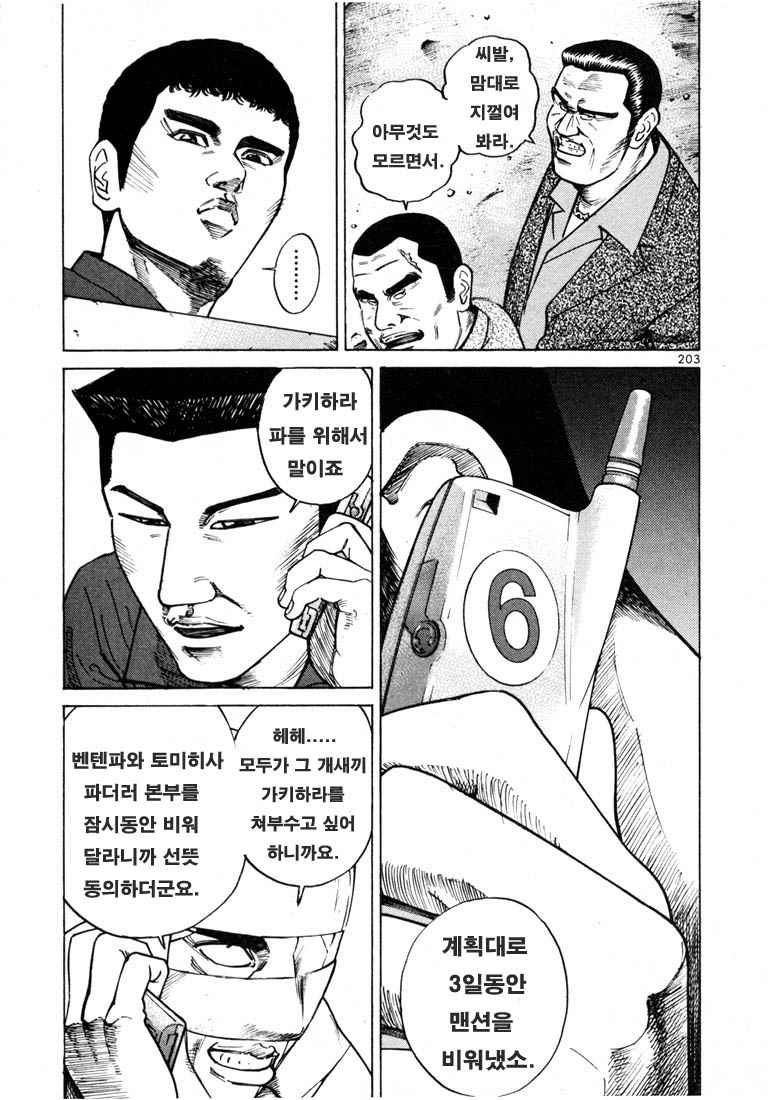 씨발,
맘대로
지껄여
봐라.
아무것도
모르면서.
………
203
6
계획대로
3일동안
맨션을
비워냈소.
가키하라
파를 위해서
말이죠
헤헤.....
모두가 그 개새끼
가키하라를
쳐부수고 싶어
하니까요.
벤텐파와 토미히사
파더러 본부를
잠시동안 비워
달라니까 선뜻
동의하더군요.